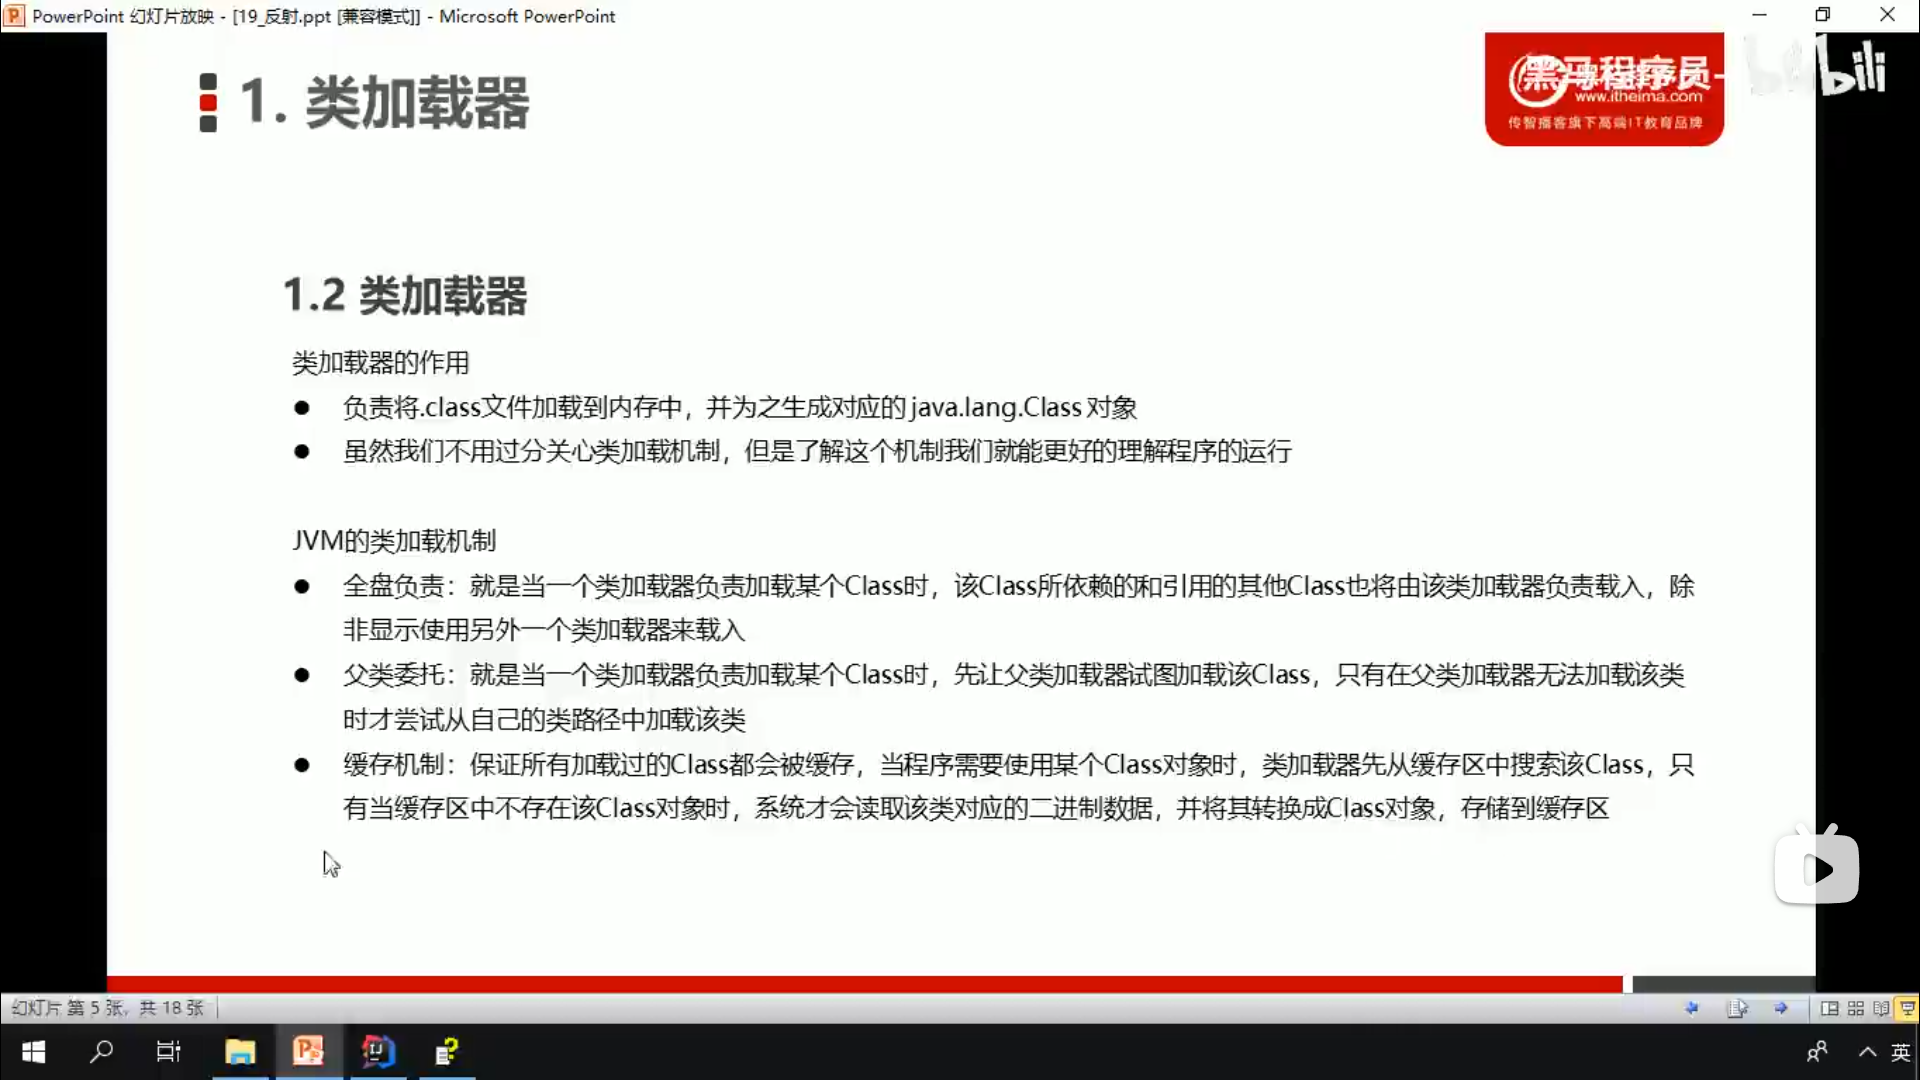 PowerPoint 幻灯片放映 - [19_反射.ppt [兼容模式]] - Microsoft PowerPoint
1. 类加载器
黑马程序员-
bilibili
www.itheima.com
传智播客旗下高端IT教育品牌
1.2 类加载器
类加载器的作用
● 负责将.class文件加载到内存中，并为之生成对应的 java.lang.Class 对象
● 虽然我们不用过分关心类加载机制，但是了解这个机制我们就能更好的理解程序的运行
JVM的类加载机制
● 全盘负责：就是当一个类加载器负责加载某个Class时，该Class所依赖的和引用的其他Class也将由该类加载器负责载入，除
非显示使用另外一个类加载器来载入
● 父类委托：就是当一个类加载器负责加载某个Class时，先让父类加载器试图加载该Class，只有在父类加载器无法加载该类
时才尝试从自己的类路径中加载该类
● 缓存机制：保证所有加载过的Class都会被缓存，当程序需要使用某个Class对象时，类加载器先从缓存区中搜索该Class，只
有当缓存区中不存在该Class对象时，系统才会读取该类对应的二进制数据，并将其转换成Class对象，存储到缓存区
幻灯片 第 5 张，共 18 张
英